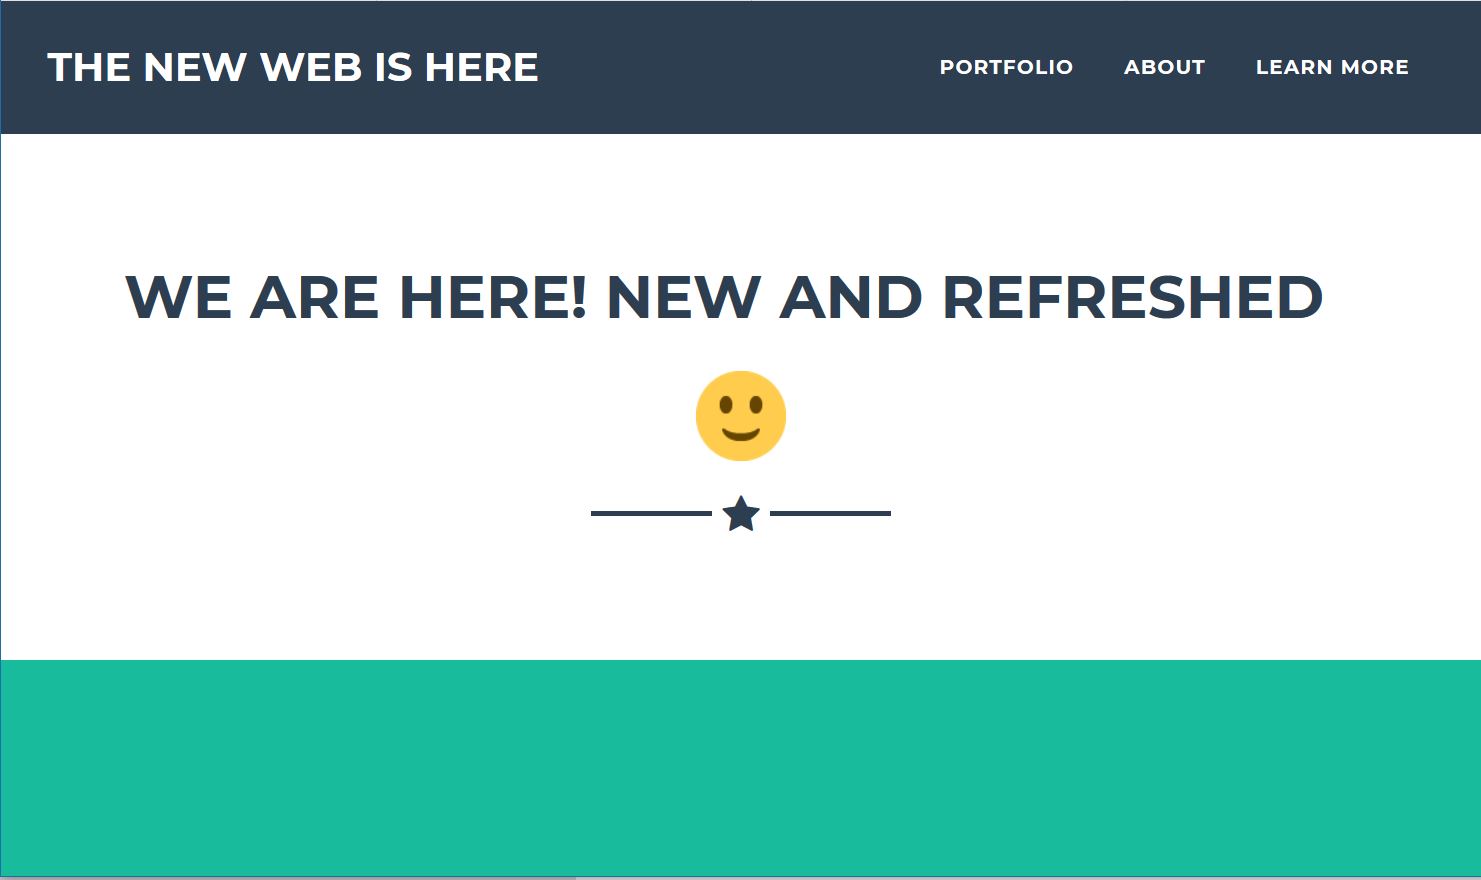 THE NEW WEB IS HERE
PORTFOLIO
ABOUT
LEARN MORE
WE ARE HERE! NEW AND REFRESHED